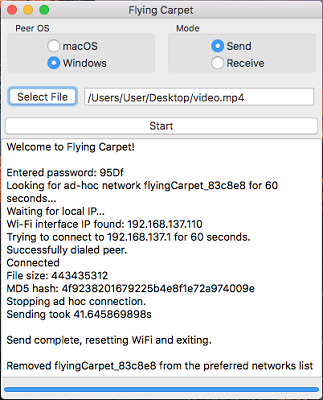 Flying Carpet
Peer OS
Mode
macOS
Send
Windows
Receive
Select File
/Users/User/Desktop/video.mp4
Start
Welcome to Flying Carpet!
Entered password: 95Df
Looking for ad-hoc network flyingCarpet_83c8e8 for 60
seconds...
Waiting for local IP...
Wi-Fi interface IP found: 192.168.137.110
Trying to connect to 192.168.137.1 for 60 seconds.
Successfully dialed peer.
Connected
File size: 443435312
MD5 hash: 4f9238201679225b4e8f1e72a974009e
Stopping ad hoc connection.
Sending took 41.645869898s
Send complete, resetting WiFi and exiting.
Removed flyingCarpet_83c8e8 from the preferred networks list